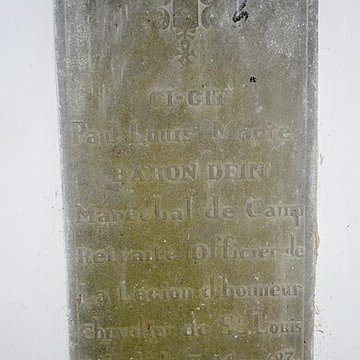 CI-GIT
Paul Louis Marie
BARON DEIN
Maréchal de Camp
Retraité Officier de
La Légion d'honneur
chevalier de St Louis